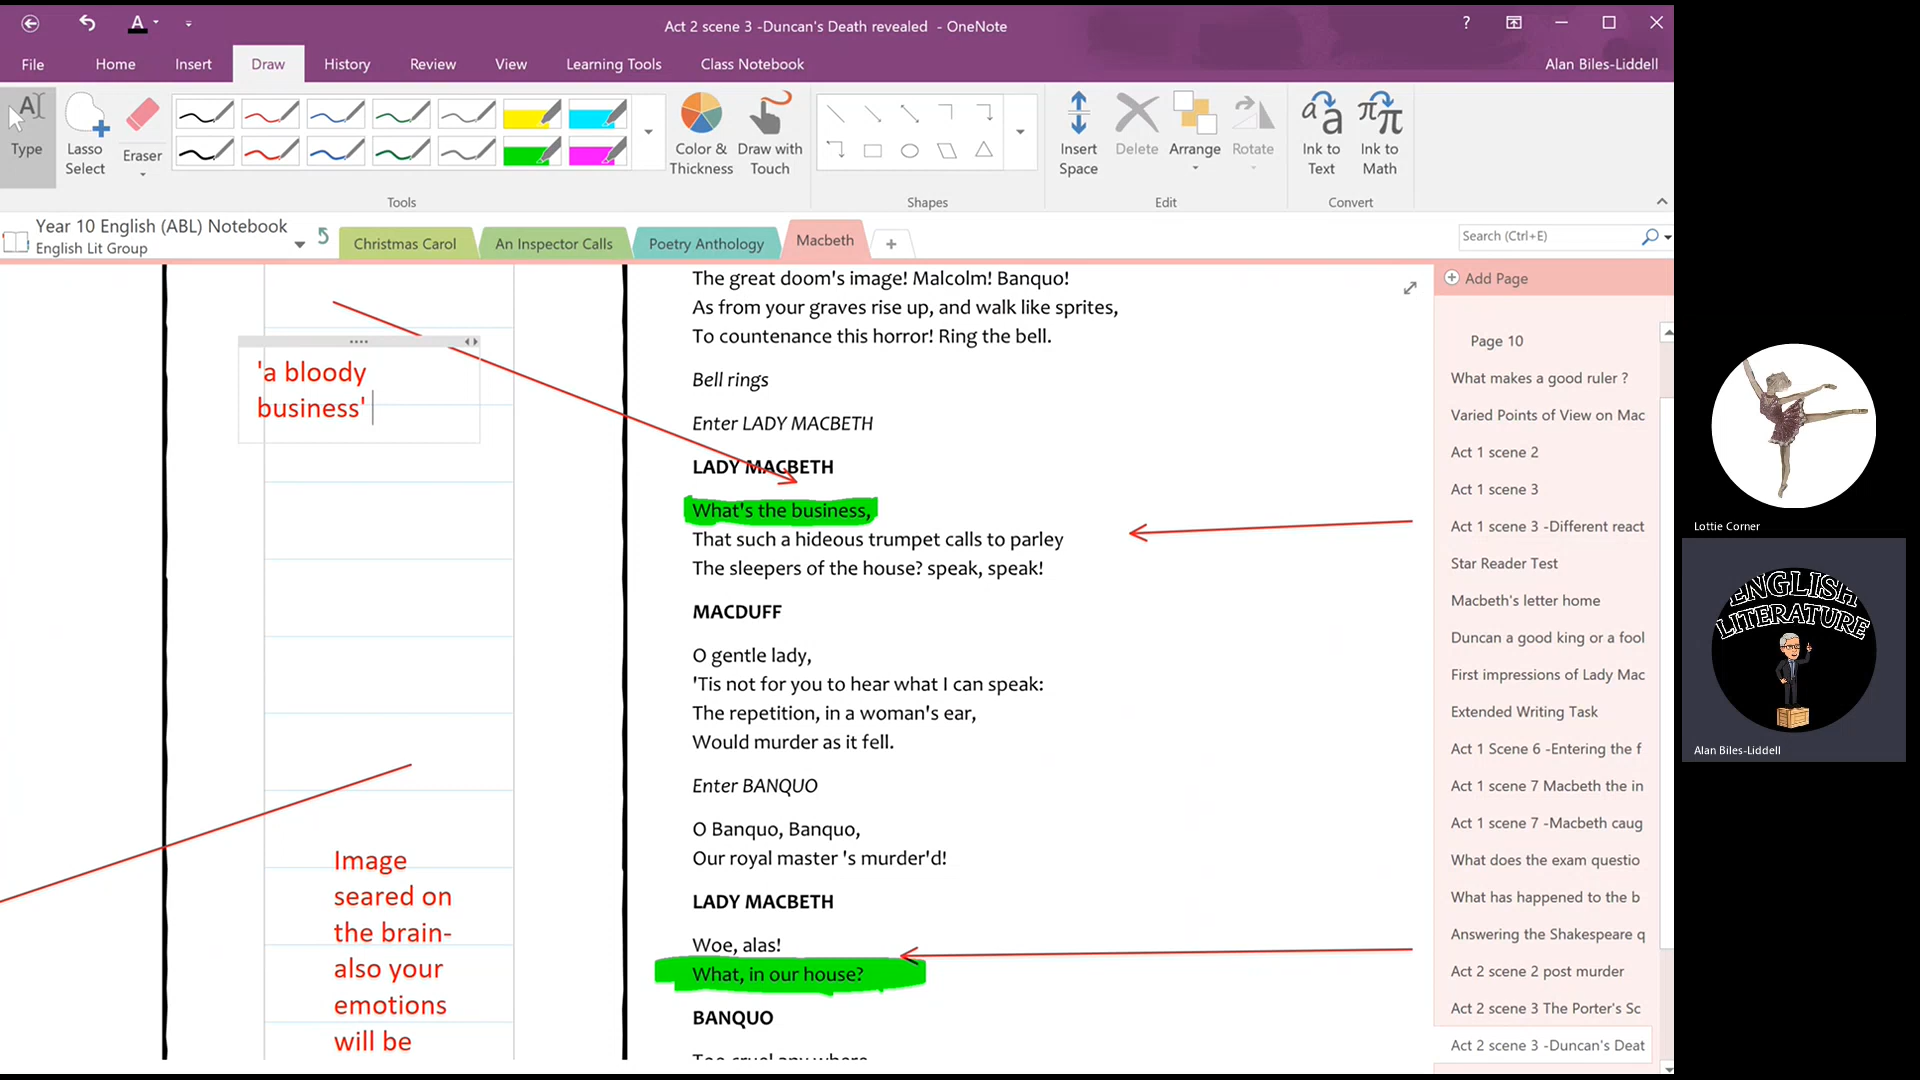 Act 2 scene 3 -Duncan's Death revealed - OneNote
File Home Insert Draw History Review View Learning Tools Class Notebook
Alan Biles-Liddell
Type
Lasso Select
Eraser
Color & Thickness
Draw with Touch
Insert Space
Delete
Arrange
Rotate
Ink to Text
Ink to Math
Tools
Shapes
Edit
Convert
Year 10 English (ABL) Notebook
English Lit Group
Christmas Carol
An Inspector Calls
Poetry Anthology
Macbeth
Search (Ctrl+E)
'a bloody
business'
Image
seared on
the brain-
also your
emotions
will be
The great doom's image! Malcolm! Banquo!
As from your graves rise up, and walk like sprites,
To countenance this horror! Ring the bell.
Bell rings
Enter LADY MACBETH
LADY MACBETH
What's the business,
That such a hideous trumpet calls to parley
The sleepers of the house? speak, speak!
MACDUFF
O gentle lady,
'Tis not for you to hear what I can speak:
The repetition, in a woman's ear,
Would murder as it fell.
Enter BANQUO
O Banquo, Banquo,
Our royal master 's murder'd!
LADY MACBETH
Woe, alas!
What, in our house?
BANQUO
Too cruel any where
Add Page
Page 10
What makes a good ruler ?
Varied Points of View on Mac
Act 1 scene 2
Act 1 scene 3
Act 1 scene 3 -Different react
Star Reader Test
Macbeth's letter home
Duncan a good king or a fool
First impressions of Lady Mac
Extended Writing Task
Act 1 Scene 6 -Entering the f
Act 1 scene 7 Macbeth the in
Act 1 scene 7 -Macbeth caug
What does the exam questio
What has happened to the b
Answering the Shakespeare q
Act 2 scene 2 post murder
Act 2 scene 3 The Porter's Sc
Act 2 scene 3 -Duncan's Deat
Lottie Corner
ENGLISH
LITERATURE
Alan Biles-Liddell